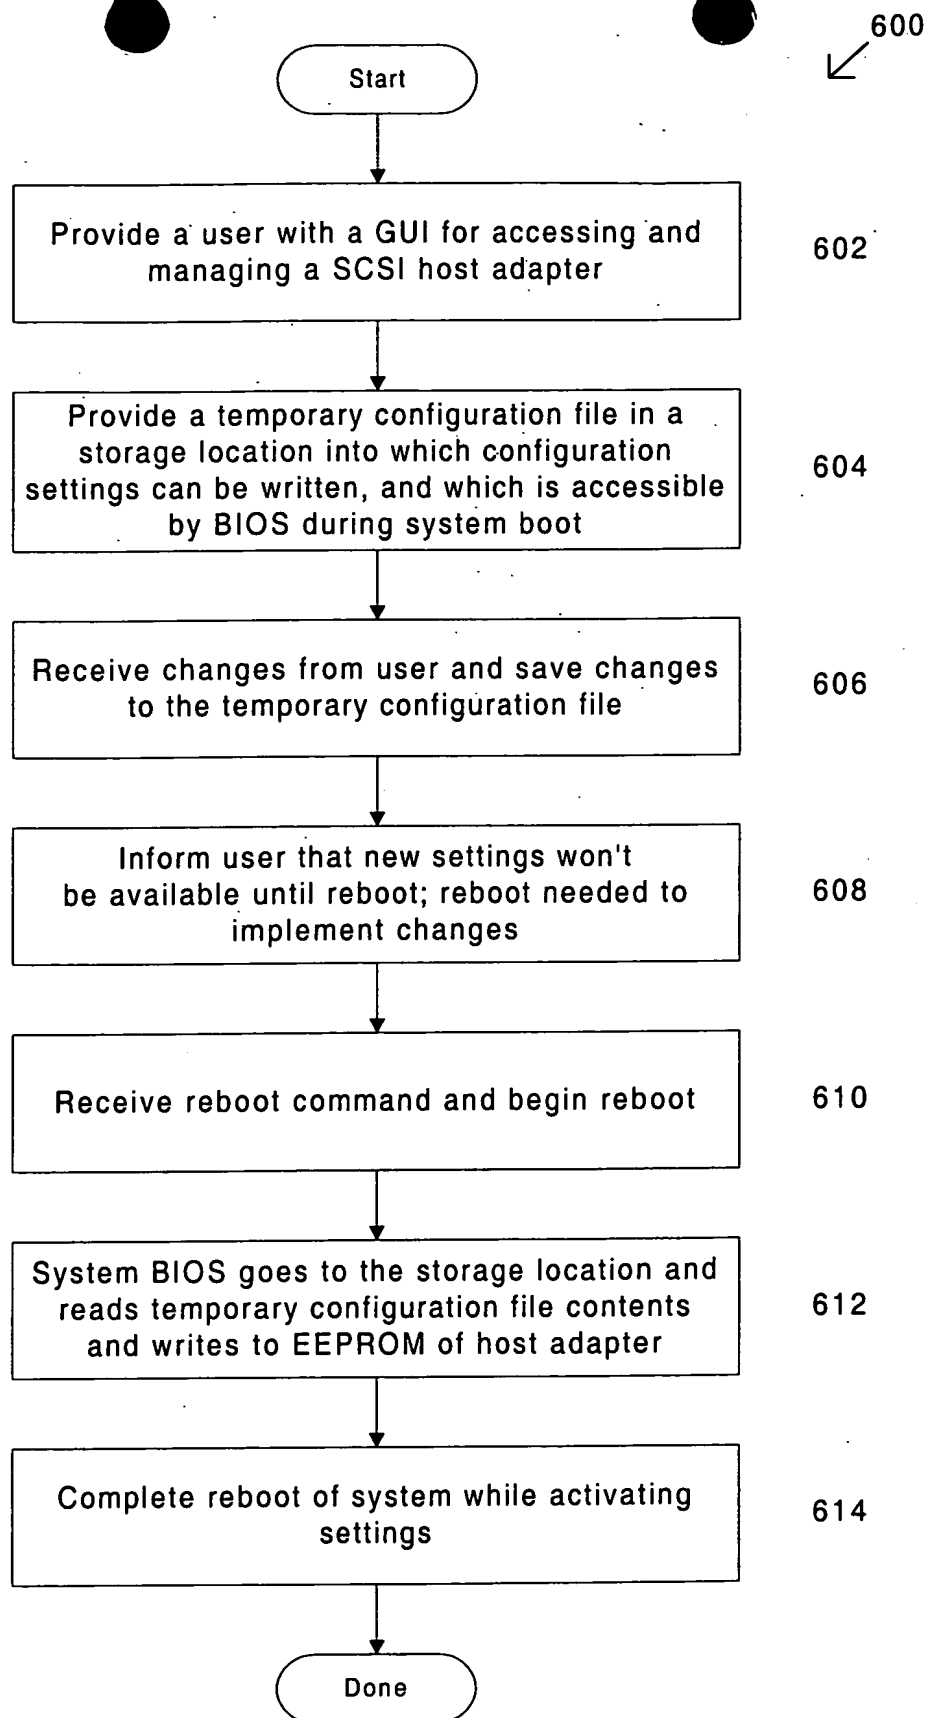 600
Start
Provide a user with a GUI for accessing and
managing a SCSI host adapter
602
Provide a temporary configuration file in a
storage location into which configuration
settings can be written, and which is accessible
by BIOS during system boot
604
Receive changes from user and save changes
to the temporary configuration file
606
Inform user that new settings won't
be available until reboot; reboot needed to
implement changes
608
Receive reboot command and begin reboot
610
System BIOS goes to the storage location and
reads temporary configuration file contents
and writes to EEPROM of host adapter
612
Complete reboot of system while activating
settings
614
Done